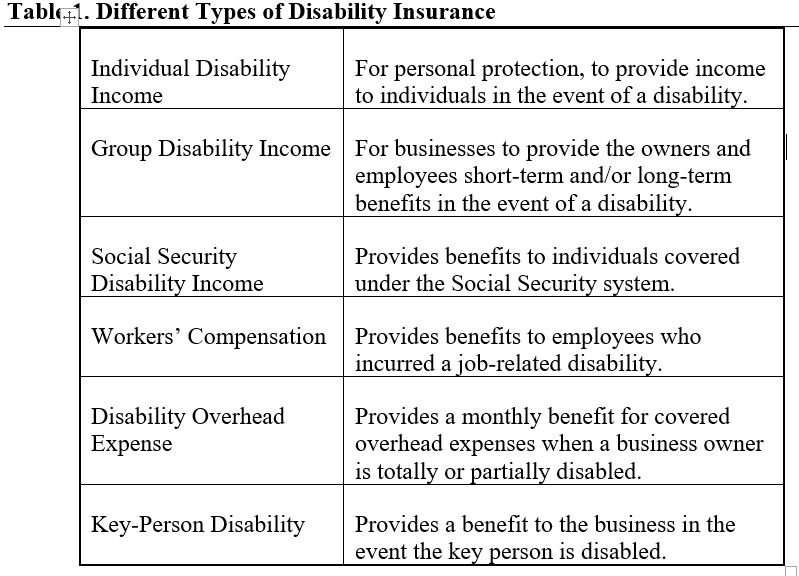 Table 1. Different Types of Disability Insurance
Individual Disability
Income
For personal protection, to provide income
to individuals in the event of a disability.
Group Disability Income
For businesses to provide the owners and
employees short-term and/or long-term
benefits in the event of a disability.
Social Security
Disability Income
Provides benefits to individuals covered
under the Social Security system.
Workers’ Compensation
Provides benefits to employees who
incurred a job-related disability.
Disability Overhead
Expense
Provides a monthly benefit for covered
overhead expenses when a business owner
is totally or partially disabled.
Key-Person Disability
Provides a benefit to the business in the
event the key person is disabled.